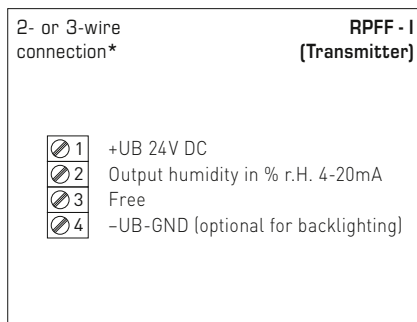 2- or 3-wire
connection*
RPFF - I
(Transmitter)
1 +UB 24V DC
2 Output humidity in % r.H. 4-20mA
3 Free
4 –UB-GND (optional for backlighting)